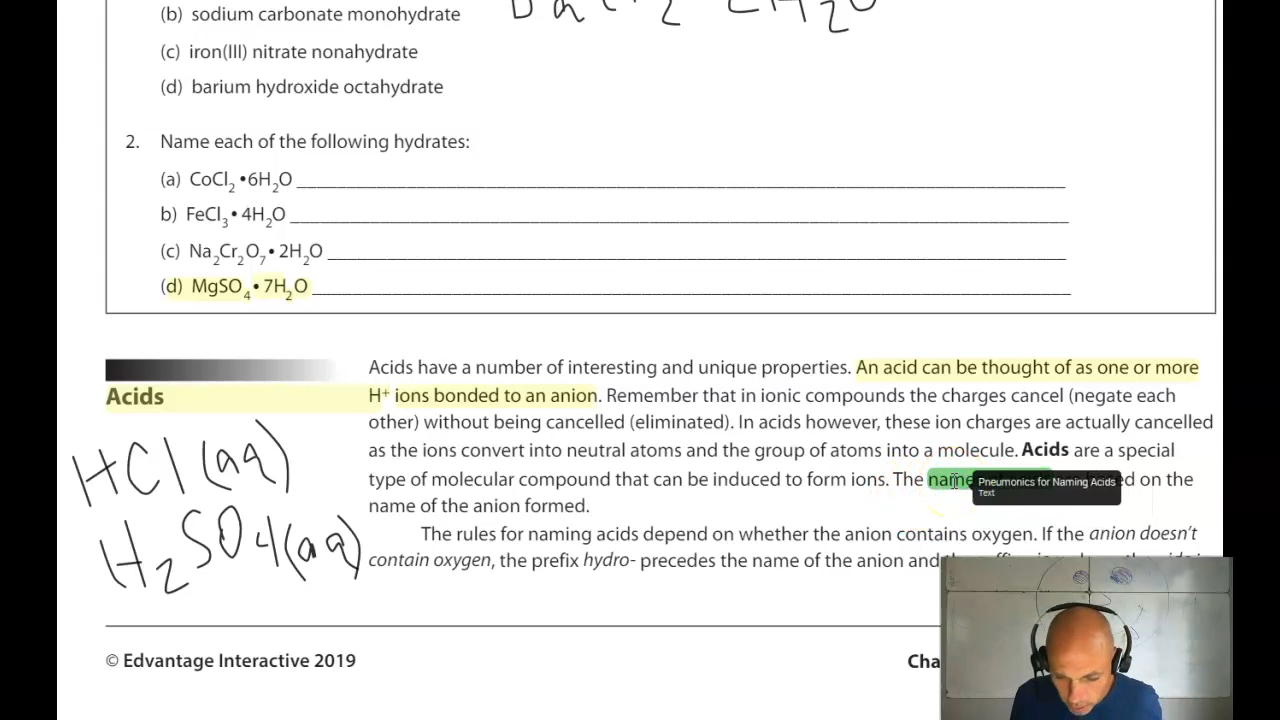 (b) sodium carbonate monohydrate
(c) iron(III) nitrate nonahydrate
(d) barium hydroxide octahydrate
2. Name each of the following hydrates:
(a) CoCl₂ •6H₂O
b) FeCl₃• 4H₂O
(c) Na₂Cr₂O₇• 2H₂O
(d) MgSO₄• 7H₂O
Acids
HCl(aq)
H₂SO4(aq)
Acids have a number of interesting and unique properties. An acid can be thought of as one or more
H⁺ ions bonded to an anion. Remember that in ionic compounds the charges cancel (negate each
other) without being cancelled (eliminated). In acids however, these ion charges are actually cancelled
as the ions convert into neutral atoms and the group of atoms into a molecule. Acids are a special
type of molecular compound that can be induced to form ions. The on the
Pneumonics for Naming Acids
Text
name of the anion formed.
The rules for naming acids depend on whether the anion contains oxygen. If the anion doesn't
contain oxygen, the prefix hydro- precedes the name of the anion and
© Edvantage Interactive 2019